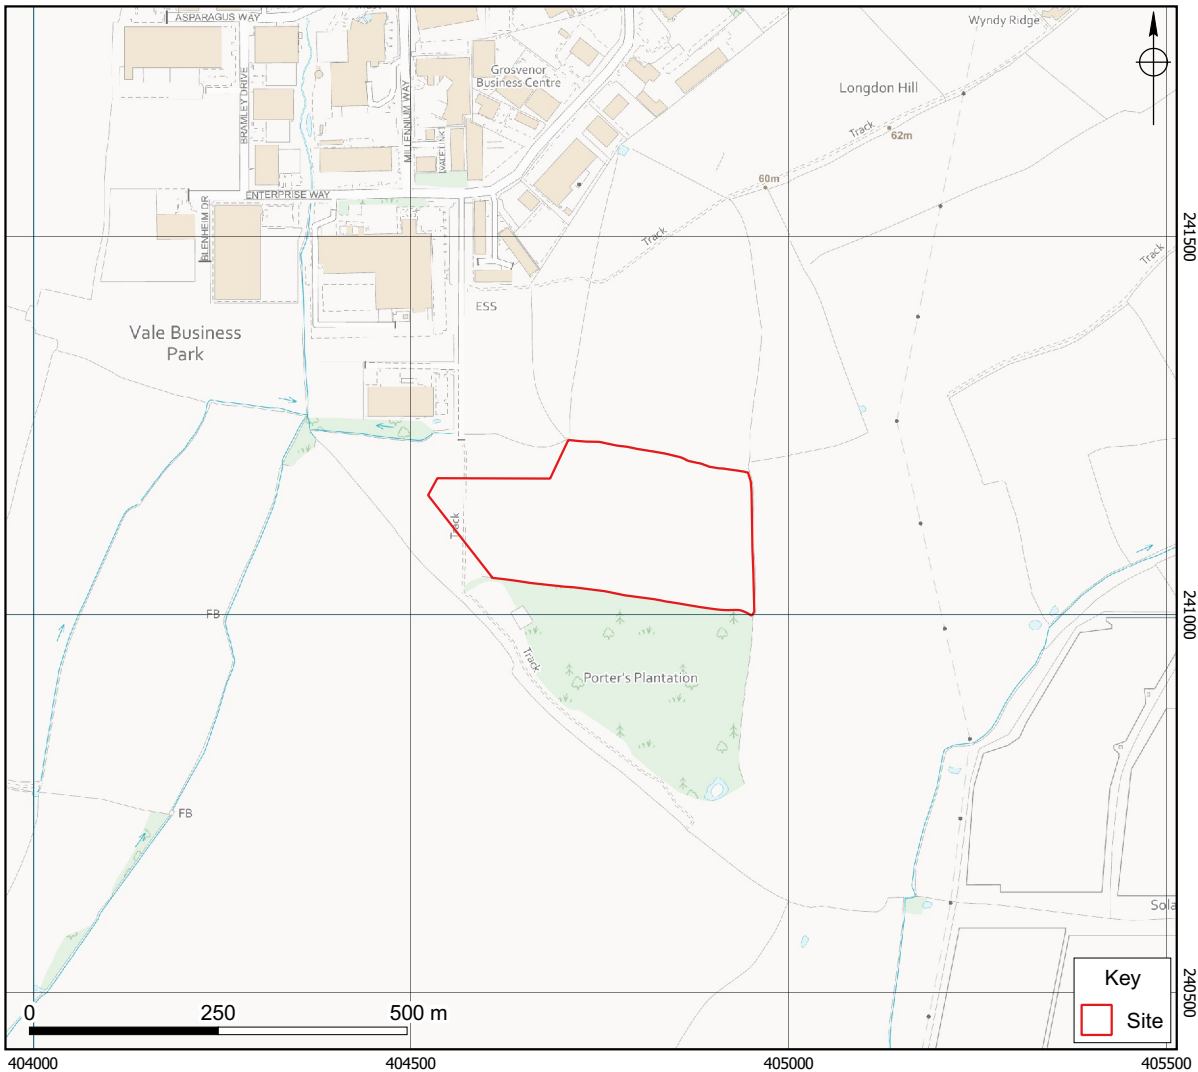 ASPARAGUS WAY
Wyndy Ridge
Grosvenor
Business Centre
Longdon Hill
BRAMLEY DRIVE
MILLENNIUM WAY
VALE LINK
Track
62m
60m
ENTERPRISE WAY
BLENHEIM DR
Track
241500
Track
ESS
Vale Business
Park
Track
FB
241000
Track
Porter's Plantation
FB
Sola
Key
Site
240500
0
250
500 m
404000
404500
405000
405500